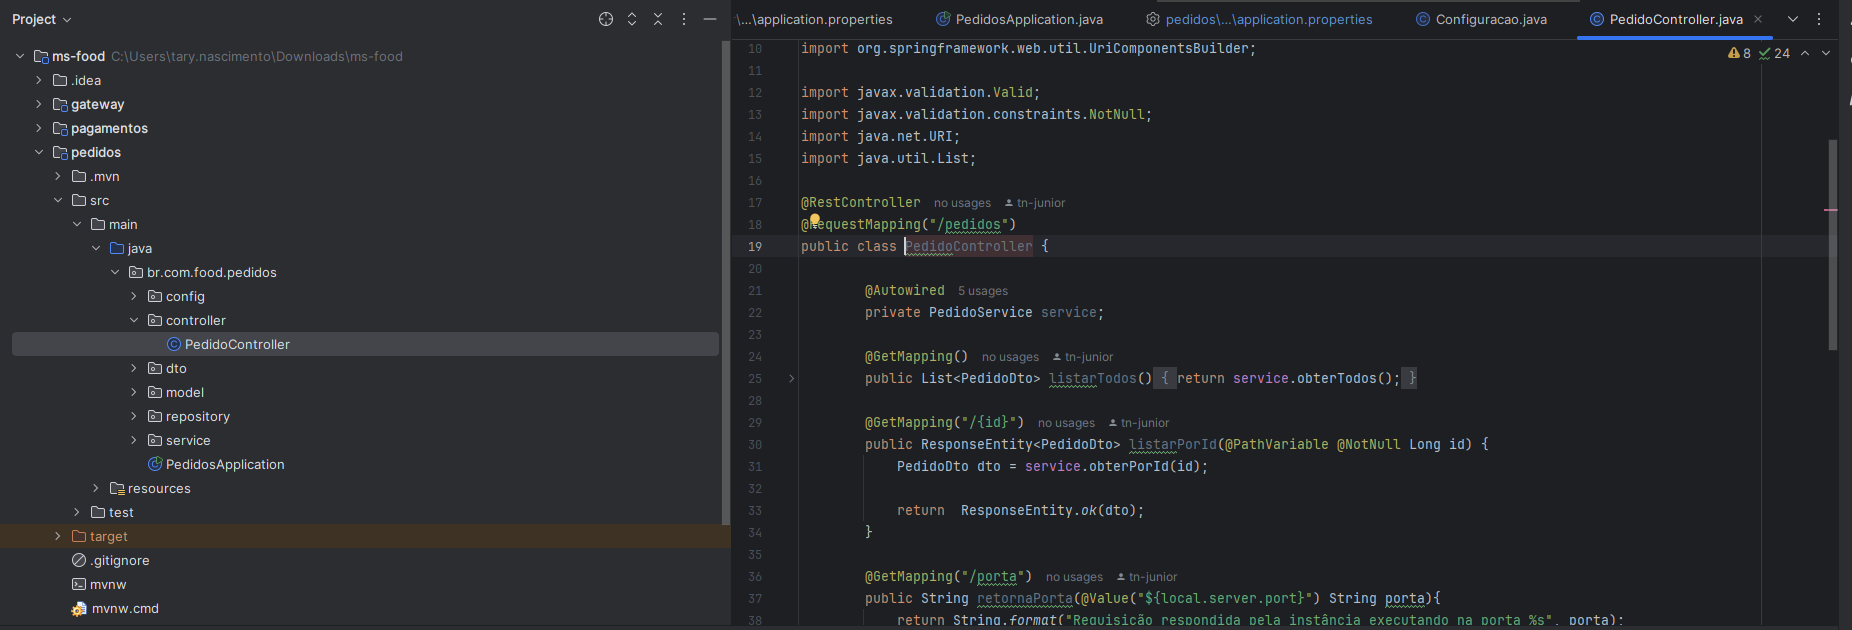 Project
ms-food C:\Users\tary.nascimento\Downloads\ms-food
.idea
gateway
pagamentos
pedidos
.mvn
src
main
java
br.com.food.pedidos
config
controller
PedidoController
dto
model
repository
service
PedidosApplication
resources
test
target
.gitignore
mvnw
mvnw.cmd
\...\application.properties PedidosApplication.java pedidos\...\application.properties Configuracao.java PedidoController.java
8 24
10 import org.springframework.web.util.UriComponentsBuilder;
11
12 import javax.validation.Valid;
13 import javax.validation.constraints.NotNull;
14 import java.net.URI;
15 import java.util.List;
16
17 @RestController no usages tn-junior
18 @RequestMapping("/pedidos")
19 public class PedidoController {
20
21 @Autowired 5 usages
22 private PedidoService service;
23
24 @GetMapping() no usages tn-junior
25 public List<PedidoDto> listarTodos() { return service.obterTodos(); }
28
29 @GetMapping("/{id}") no usages tn-junior
30 public ResponseEntity<PedidoDto> listarPorId(@PathVariable @NotNull Long id) {
31 PedidoDto dto = service.obterPorId(id);
32
33 return ResponseEntity.ok(dto);
34 }
35
36 @GetMapping("/porta") no usages tn-junior
37 public String retornaPorta(@Value("${local.server.port}") String porta){
38 return String.format("Requisição respondida pela instância executando na porta %s", porta);